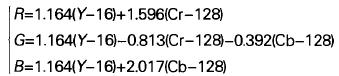 R=1.164(Y−16)+1.596(Cr−128)
G=1.164(Y−16)−0.813(Cr−128)−0.392(Cb−128)
B=1.164(Y−16)+2.017(Cb−128)